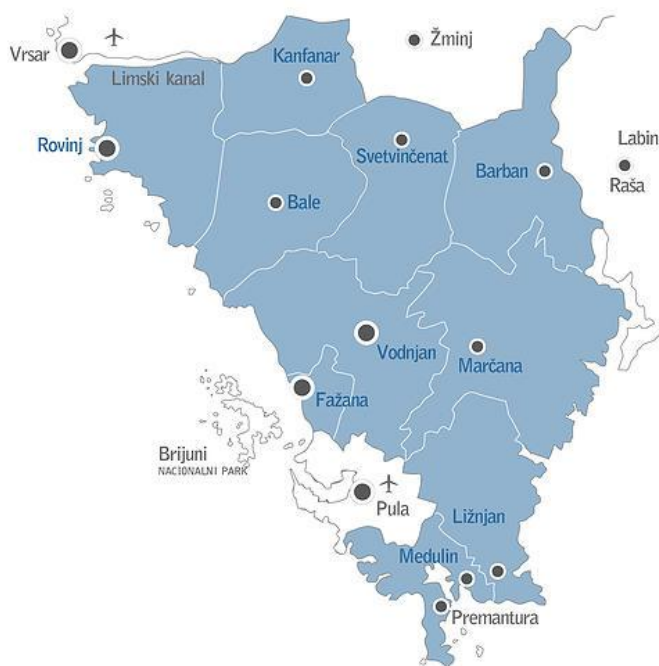 Vrsar
Žminj
Kanfanar
Limski kanal
Rovinj
Svetvinčenat
Labin
Barban
Raša
Bale
Vodnjan
Marčana
Fažana
Brijuni
NACIONALNI PARK
Pula
Ližnjan
Medulin
Premantura